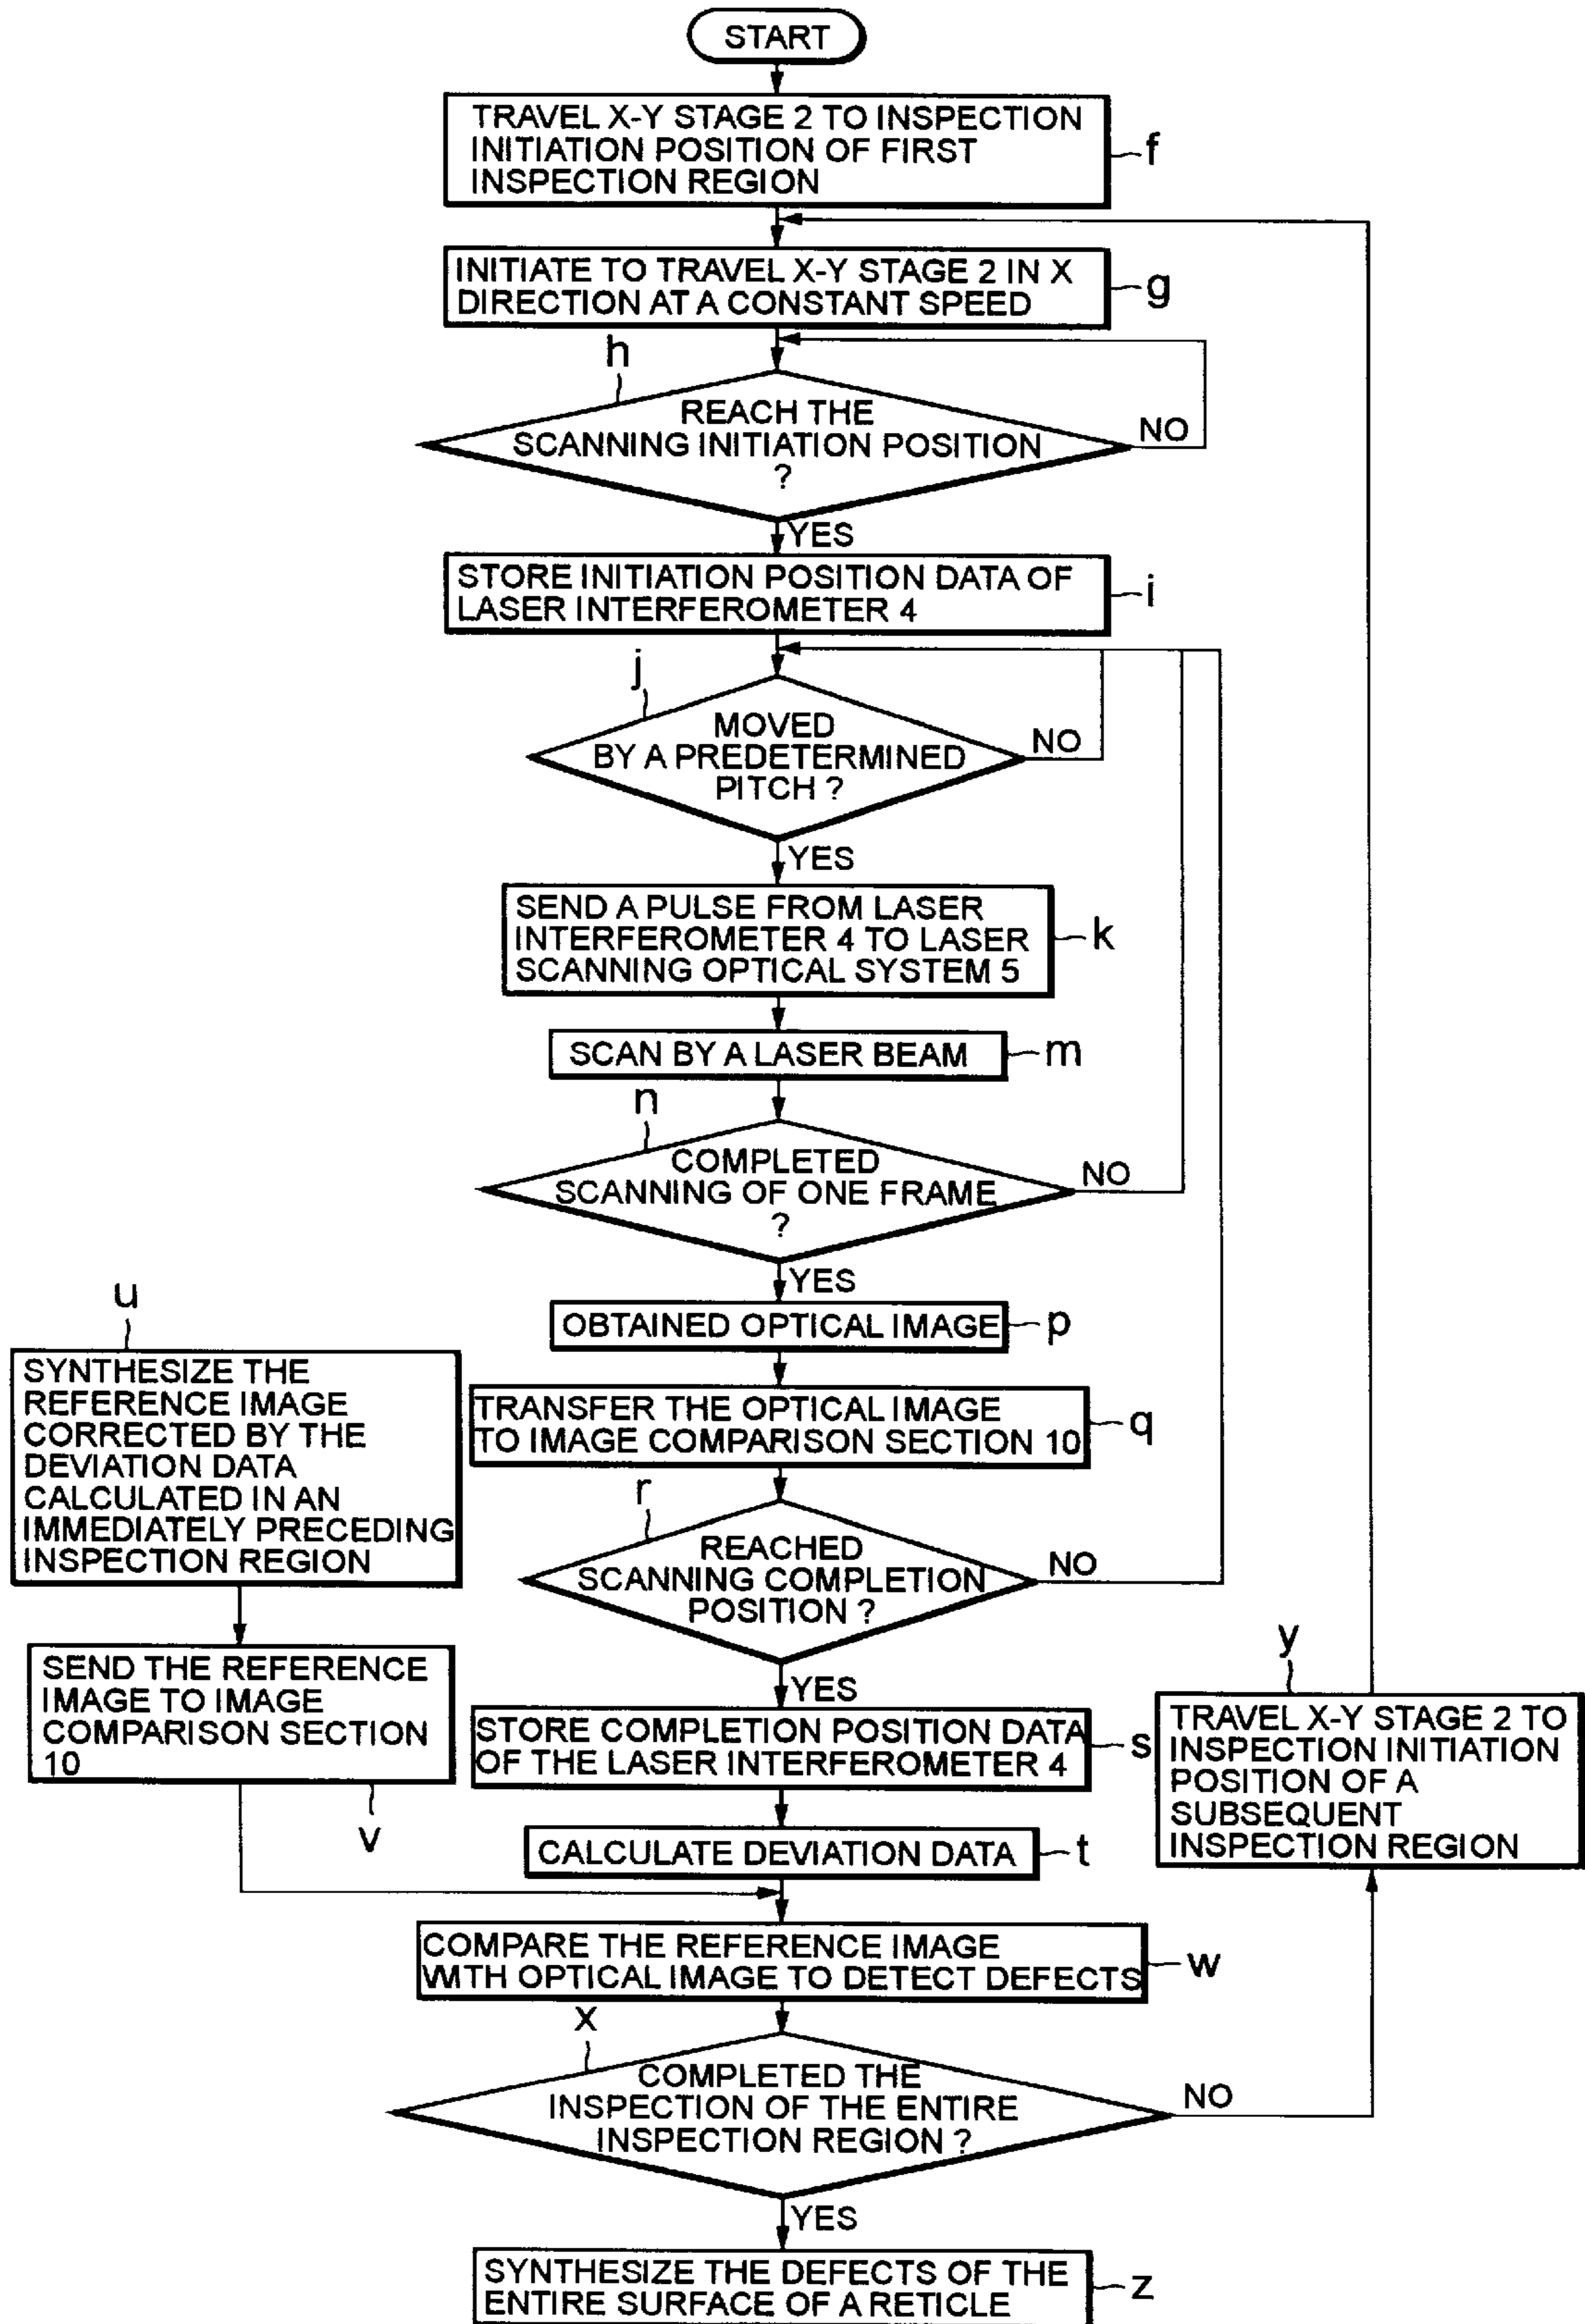 START
TRAVEL X-Y STAGE 2 TO INSPECTION
INITIATION POSITION OF FIRST
INSPECTION REGION
f
INITIATE TO TRAVEL X-Y STAGE 2 IN X
DIRECTION AT A CONSTANT SPEED
g
h
REACH THE
SCANNING INITIATION POSITION
?
NO
YES
STORE INITIATION POSITION DATA OF
LASER INTERFEROMETER 4
i
j
MOVED
BY A PREDETERMINED
PITCH ?
NO
YES
SEND A PULSE FROM LASER
INTERFEROMETER 4 TO LASER
SCANNING OPTICAL SYSTEM 5
k
SCAN BY A LASER BEAM
m
n
COMPLETED
SCANNING OF ONE FRAME
?
NO
YES
OBTAINED OPTICAL IMAGE
p
u
SYNTHESIZE THE
REFERENCE IMAGE
CORRECTED BY THE
DEVIATION DATA
CALCULATED IN AN
IMMEDIATELY PRECEDING
INSPECTION REGION
TRANSFER THE OPTICAL IMAGE
TO IMAGE COMPARISON SECTION 10
q
r
REACHED
SCANNING COMPLETION
POSITION ?
NO
YES
SEND THE REFERENCE
IMAGE TO IMAGE
COMPARISON SECTION
10
v
STORE COMPLETION POSITION DATA
OF THE LASER INTERFEROMETER 4
s
y
TRAVEL X-Y STAGE 2 TO
INSPECTION INITIATION
POSITION OF A
SUBSEQUENT
INSPECTION REGION
CALCULATE DEVIATION DATA
t
COMPARE THE REFERENCE IMAGE
WITH OPTICAL IMAGE TO DETECT DEFECTS
w
x
COMPLETED THE
INSPECTION OF THE ENTIRE
INSPECTION REGION ?
NO
YES
SYNTHESIZE THE DEFECTS OF THE
ENTIRE SURFACE OF A RETICLE
z